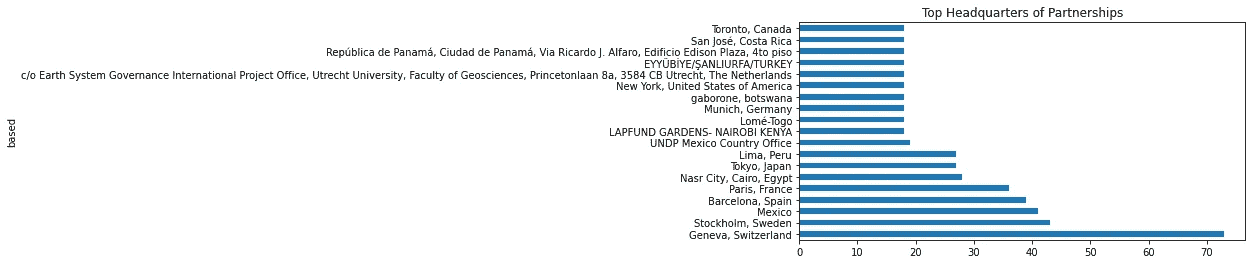 Top Headquarters of Partnerships
Toronto, Canada
San José, Costa Rica
República de Panamá, Ciudad de Panamá, Via Ricardo J. Alfaro, Edificio Edison Plaza, 4to piso
EYYÜBİYE/ŞANLIURFA/TURKEY
c/o Earth System Governance International Project Office, Utrecht University, Faculty of Geosciences, Princetonlaan 8a, 3584 CB Utrecht, The Netherlands
New York, United States of America
gaborone, botswana
Munich, Germany
Lomé-Togo
LAPFUND GARDENS- NAIROBI KENYA
UNDP Mexico Country Office
Lima, Peru
Tokyo, Japan
Nasr City, Cairo, Egypt
Paris, France
Barcelona, Spain
Mexico
Stockholm, Sweden
Geneva, Switzerland
based
0 10 20 30 40 50 60 70